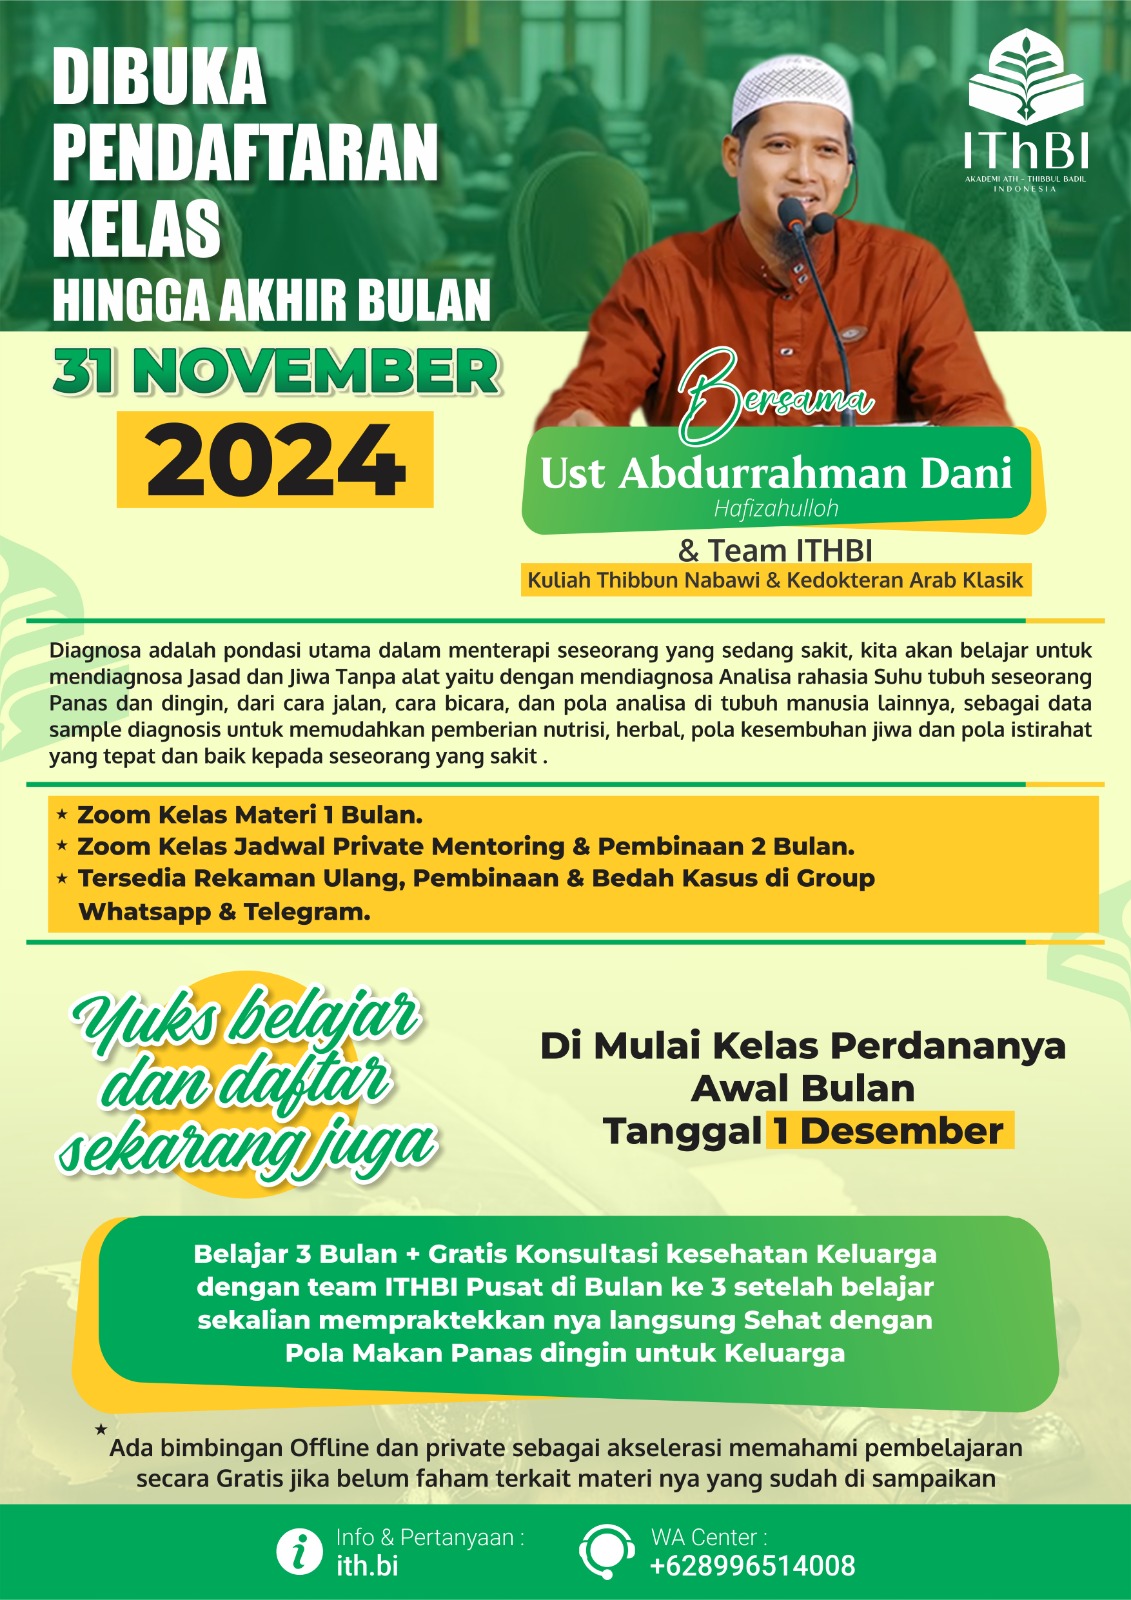 DIBUKA
PENDAFTARAN
KELAS
HINGGA AKHIR BULAN
31 NOVEMBER
2024
IThBI
AKADEMI ATH - THIBBUL BADIL
INDONESIA
Bersama
Ust Abdurrahman Dani
Hafizahulloh
& Team ITHBI
Kuliah Thibbun Nabawi & Kedokteran Arab Klasik
Diagnosa adalah pondasi utama dalam menterapi seseorang yang sedang sakit, kita akan belajar untuk
mendiagnosa Jasad dan Jiwa Tanpa alat yaitu dengan mendiagnosa Analisa rahasia Suhu tubuh seseorang
Panas dan dingin, dari cara jalan, cara bicara, dan pola analisa di tubuh manusia lainnya, sebagai data
sample diagnosis untuk memudahkan pemberian nutrisi, herbal, pola kesembuhan jiwa dan pola istirahat
yang tepat dan baik kepada seseorang yang sakit .
★ Zoom Kelas Materi 1 Bulan.
★ Zoom Kelas Jadwal Private Mentoring & Pembinaan 2 Bulan.
★ Tersedia Rekaman Ulang, Pembinaan & Bedah Kasus di Group
Whatsapp & Telegram.
Yuks belajar
dan daftar
sekarang juga
Di Mulai Kelas Perdananya
Awal Bulan
Tanggal 1 Desember
Belajar 3 Bulan + Gratis Konsultasi kesehatan Keluarga
dengan team ITHBI Pusat di Bulan ke 3 setelah belajar
sekalian mempraktekkan nya langsung Sehat dengan
Pola Makan Panas dingin untuk Keluarga
★ Ada bimbingan Offline dan private sebagai akselerasi memahami pembelajaran
secara Gratis jika belum faham terkait materi nya yang sudah di sampaikan
Info & Pertanyaan :
ith.bi
WA Center :
+628996514008